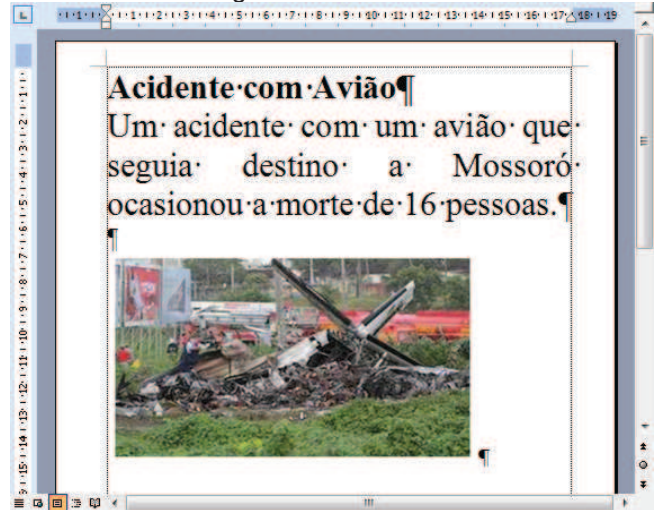 Acidente·com·Avião¶
Um·acidente·com·um·avião·que·
seguia·destino·a·Mossoró·
ocasionou·a·morte·de·16·pessoas.¶
¶
¶